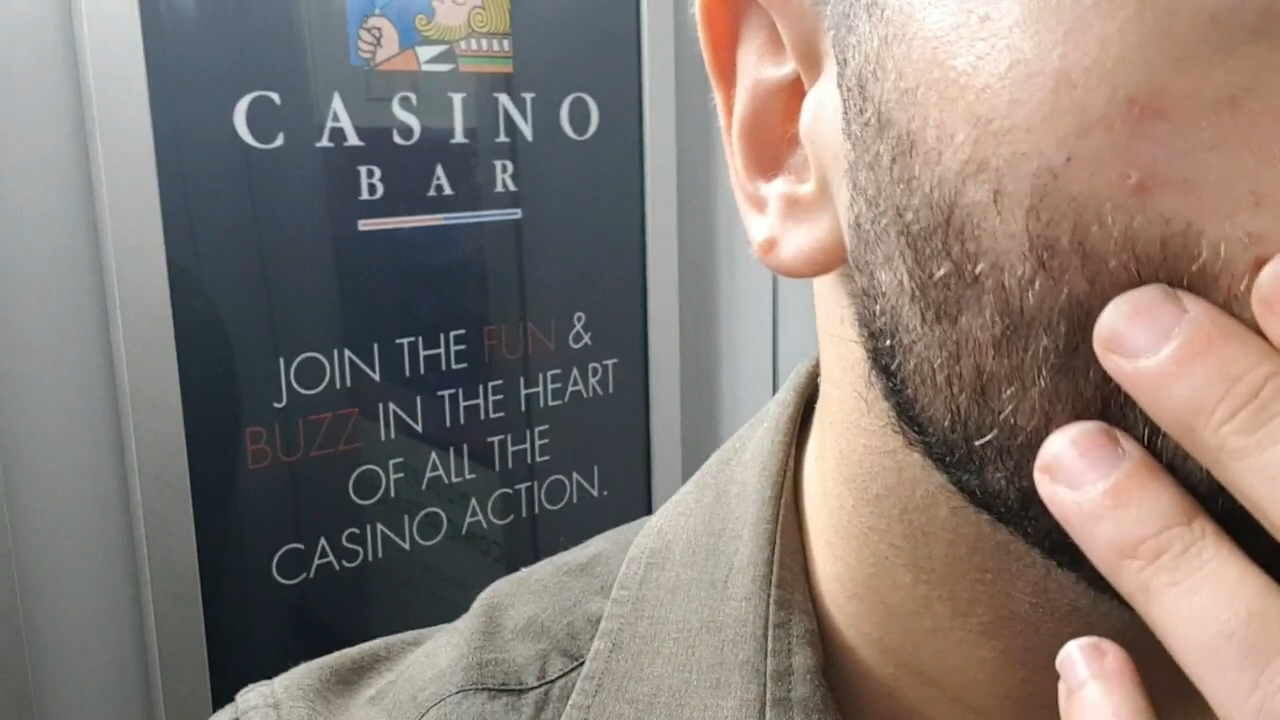 CASINO
BAR
JOIN THE FUN &
BUZZ IN THE HEART
OF ALL THE
CASINO ACTION.